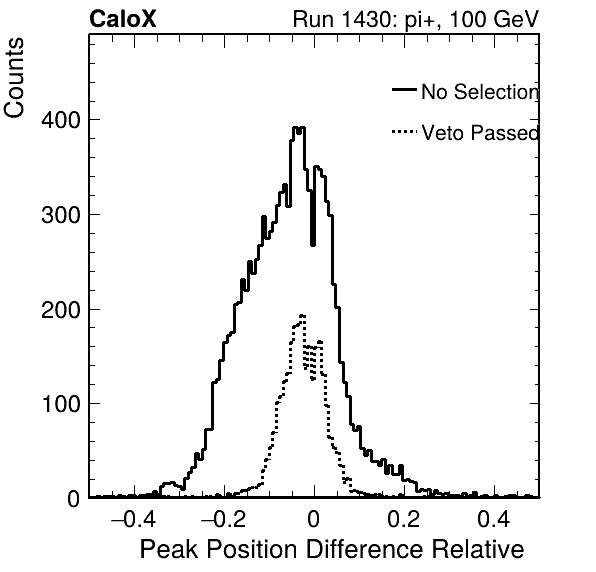 CaloX Run 1430: pi+, 100 GeV
Counts
No Selection
Veto Passed
400
300
200
100
0
−0.4 −0.2 0 0.2 0.4
Peak Position Difference Relative